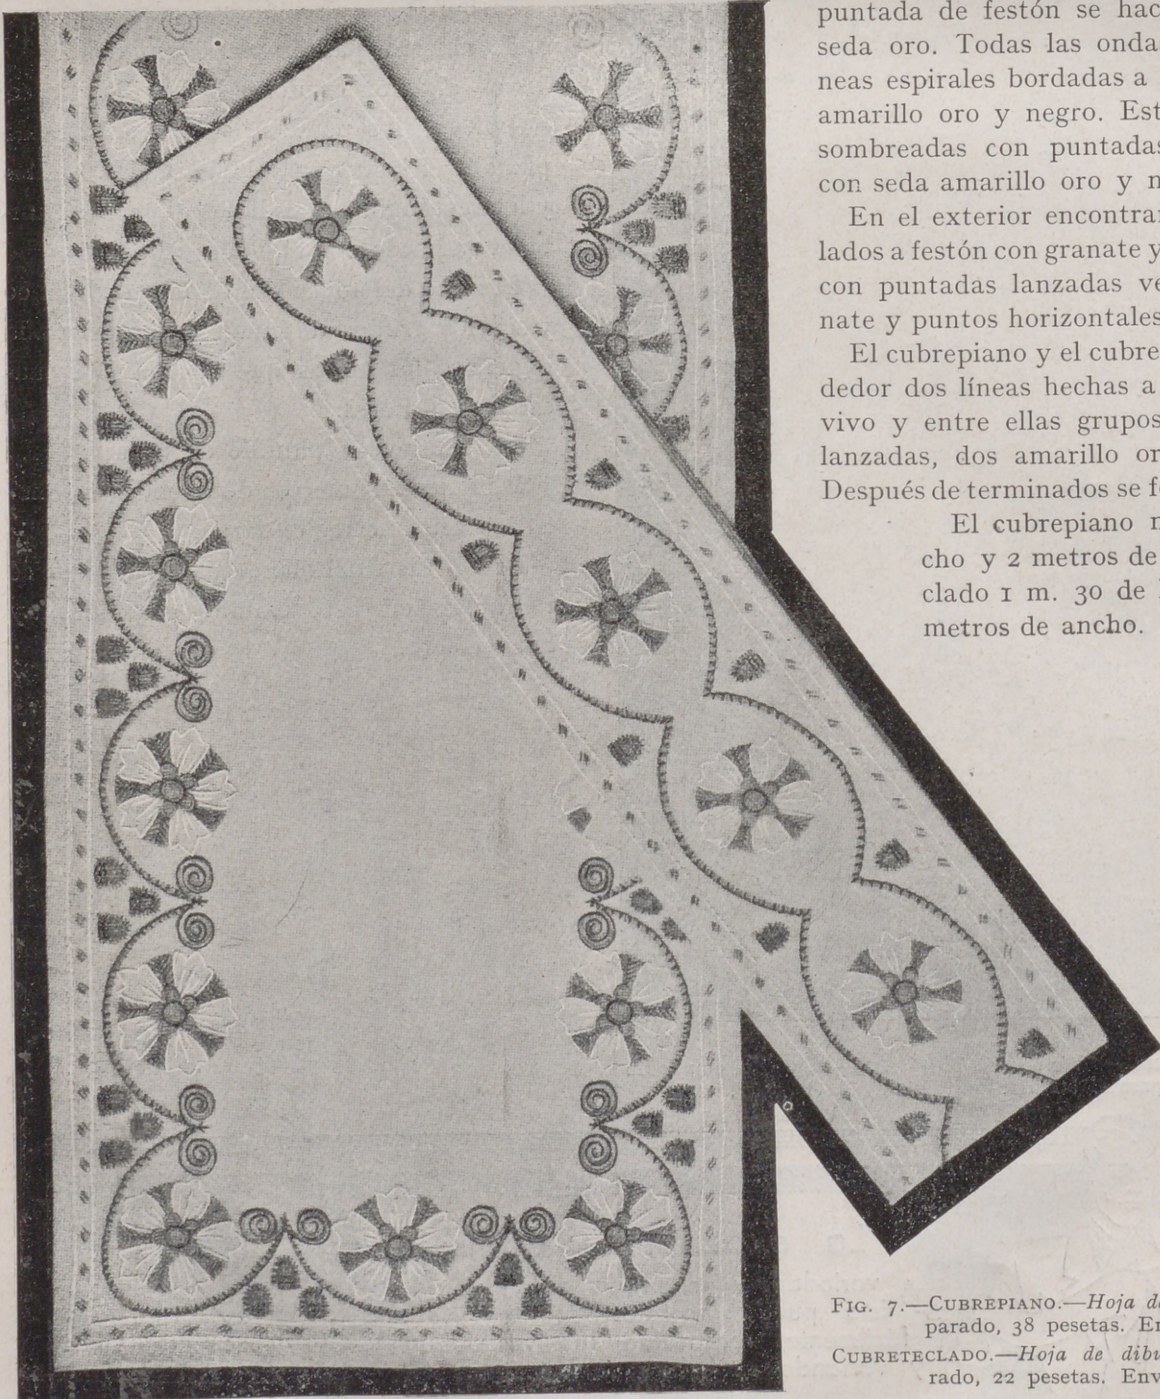 puntada de festón se hac
seda oro. Todas las onda
neas espirales bordadas a
amarillo oro y negro. Est
sombreadas con puntadas
con seda amarillo oro y n
En el exterior encontrar
lados a festón con granate y
con puntadas lanzadas ve
nate y puntos horizontales
El cubrepiano y el cubre
dedor dos líneas hechas a
vivo y entre ellas grupos
lanzadas, dos amarillo or
Después de terminados se f
El cubrepiano
cho y 2 metros de
clado 1 m. 30 de
metros de ancho.
FIG. 7.—CUBREPIANO.—Hoja d
parado, 38 pesetas. En
CUBRETECLADO.—Hoja de dibu
rado, 22 pesetas. Env